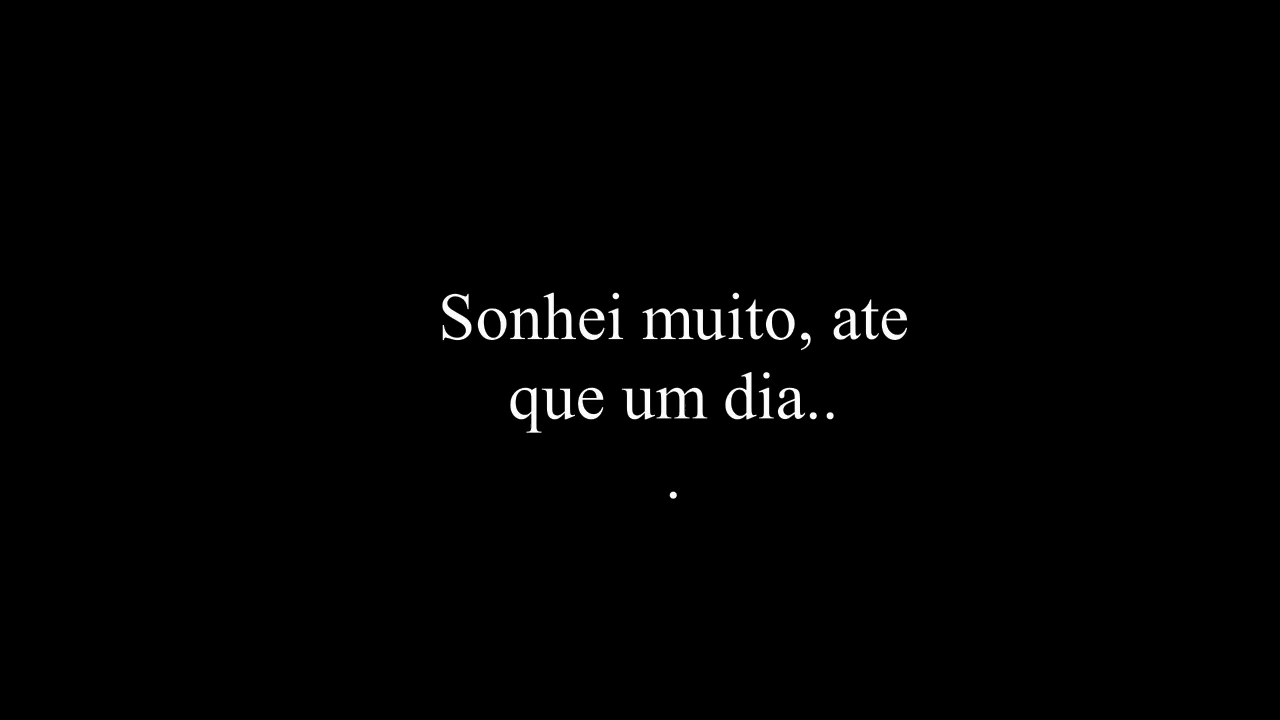 Sonhei muito, ate
que um dia..
.